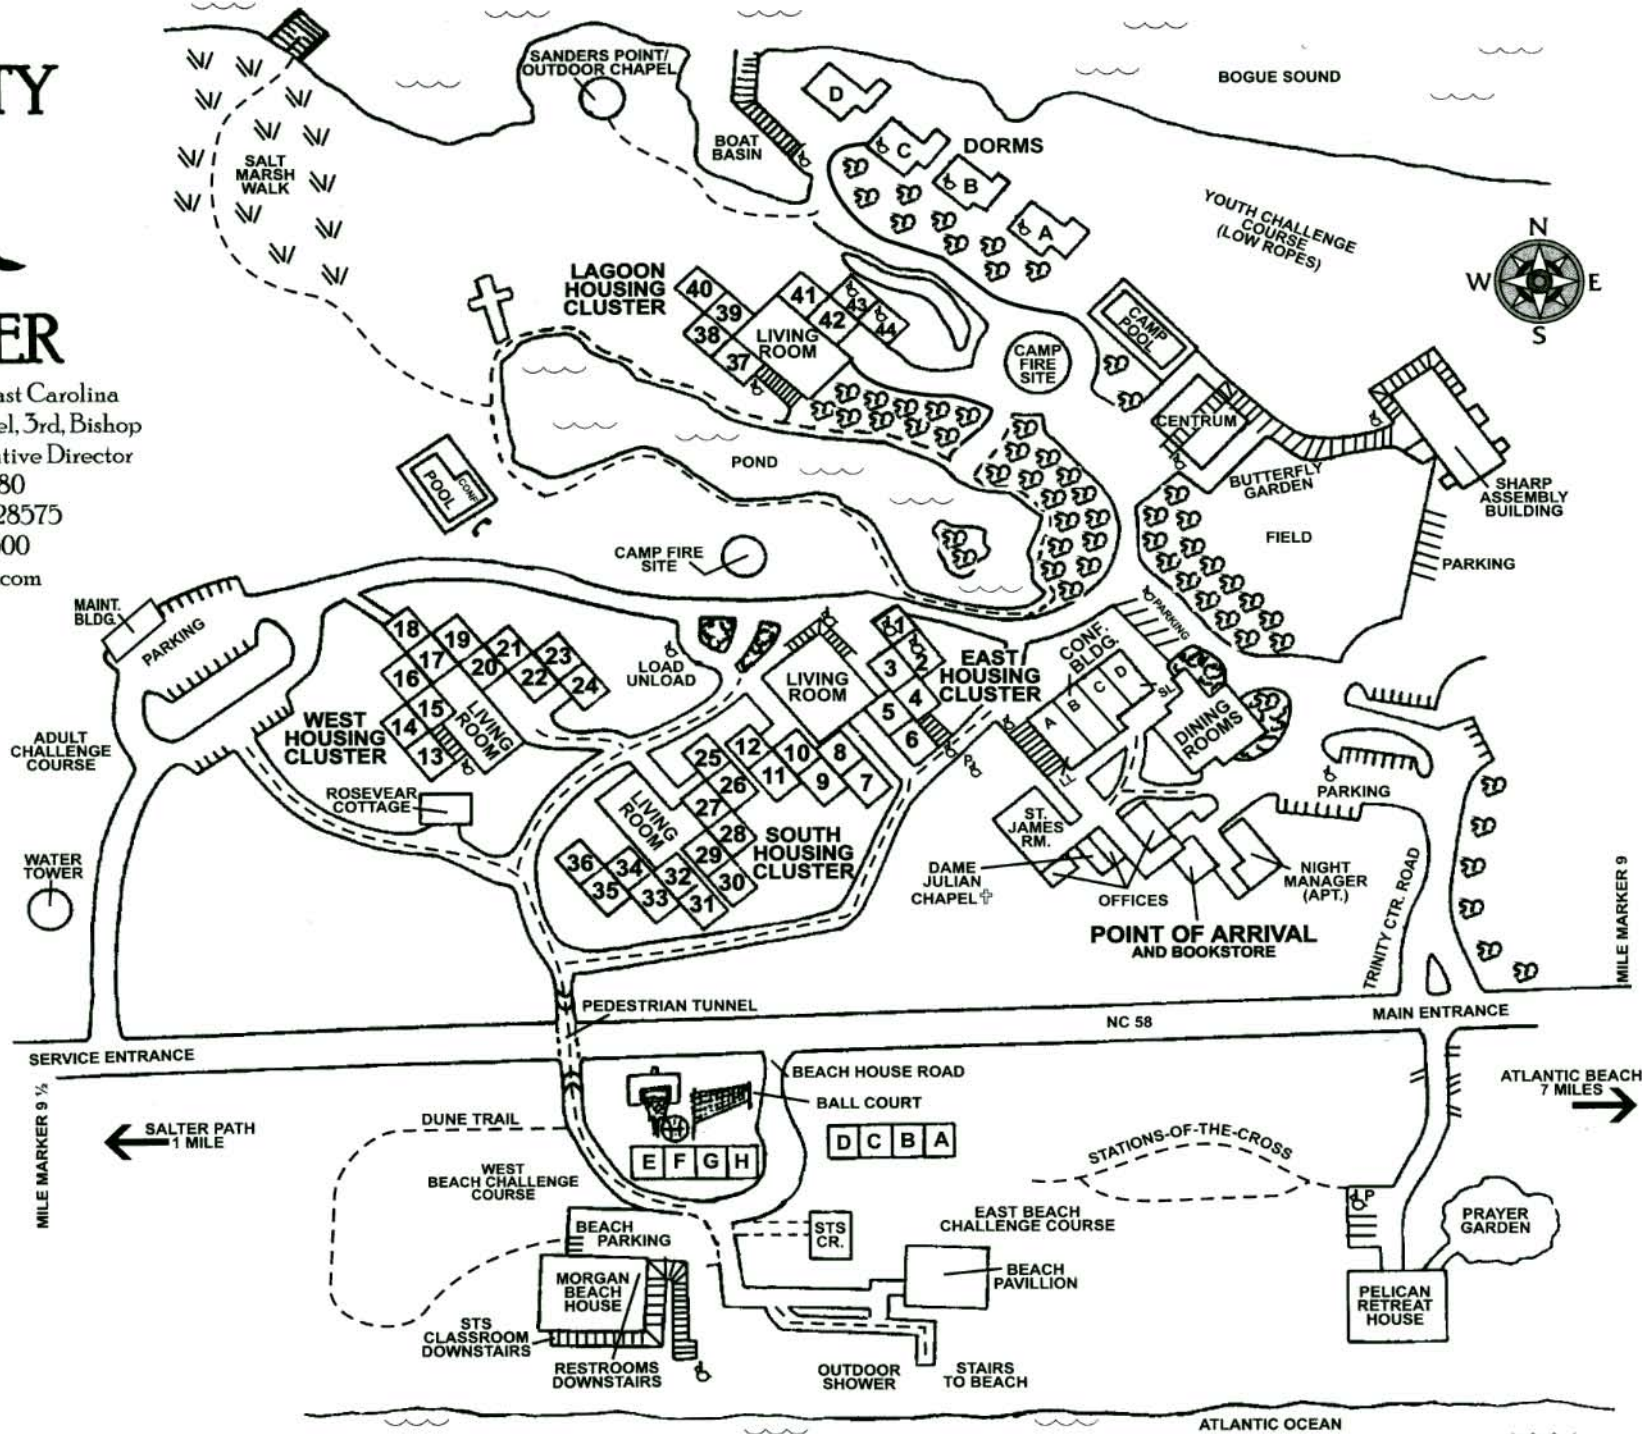 TY
ER
ast Carolina
el, 3rd, Bishop
utive Director
80
28575
00
.com
SANDERS POINT/
OUTDOOR CHAPEL
BOGUE SOUND
D
BOAT
BASIN
C
DORMS
B
A
SALT
MARSH
WALK
YOUTH CHALLENGE
COURSE
(LOW ROPES)
N
W
E
S
LAGOON
HOUSING
CLUSTER
40
39
38
37
41
42
43
44
LIVING
ROOM
CAMP
FIRE
SITE
CAMP
POOL
CENTRUM
BUTTERFLY
GARDEN
SHARP
ASSEMBLY
BUILDING
FIELD
PARKING
POND
POOL
CONF.
CAMP FIRE
SITE
MAINT.
BLDG.
PARKING
18
19
21
23
17
20
22
24
16
15
14
13
LIVING
ROOM
WEST
HOUSING
CLUSTER
LOAD
UNLOAD
LIVING
ROOM
11
2
3
4
5
6
EAST
HOUSING
CLUSTER
PARKING
CONF.
BLDG.
A
B
C
D
SL
LL
DINING
ROOMS
PARKING
ADULT
CHALLENGE
COURSE
ROSEVEAR
COTTAGE
WATER
TOWER
25
26
27
28
29
30
12
11
10
9
8
7
LIVING
ROOM
SOUTH
HOUSING
CLUSTER
36
35
34
33
32
31
P
ST.
JAMES
RM.
DAME
JULIAN
CHAPEL
OFFICES
NIGHT
MANAGER
(APT.)
POINT OF ARRIVAL
AND BOOKSTORE
TRINITY CTR. ROAD
MILE MARKER 9
PEDESTRIAN TUNNEL
NC 58
MAIN ENTRANCE
SERVICE ENTRANCE
MILE MARKER 9 ½
SALTER PATH
1 MILE
ATLANTIC BEACH
7 MILES
BEACH HOUSE ROAD
BALL COURT
DUNE TRAIL
E F G H
D C B A
STATIONS-OF-THE-CROSS
WEST
BEACH CHALLENGE
COURSE
BEACH
PARKING
STS
CR.
EAST BEACH
CHALLENGE COURSE
BEACH
PAVILLION
P
PRAYER
GARDEN
MORGAN
BEACH
HOUSE
PELICAN
RETREAT
HOUSE
STS
CLASSROOM
DOWNSTAIRS
RESTROOMS
DOWNSTAIRS
OUTDOOR
SHOWER
STAIRS
TO BEACH
ATLANTIC OCEAN